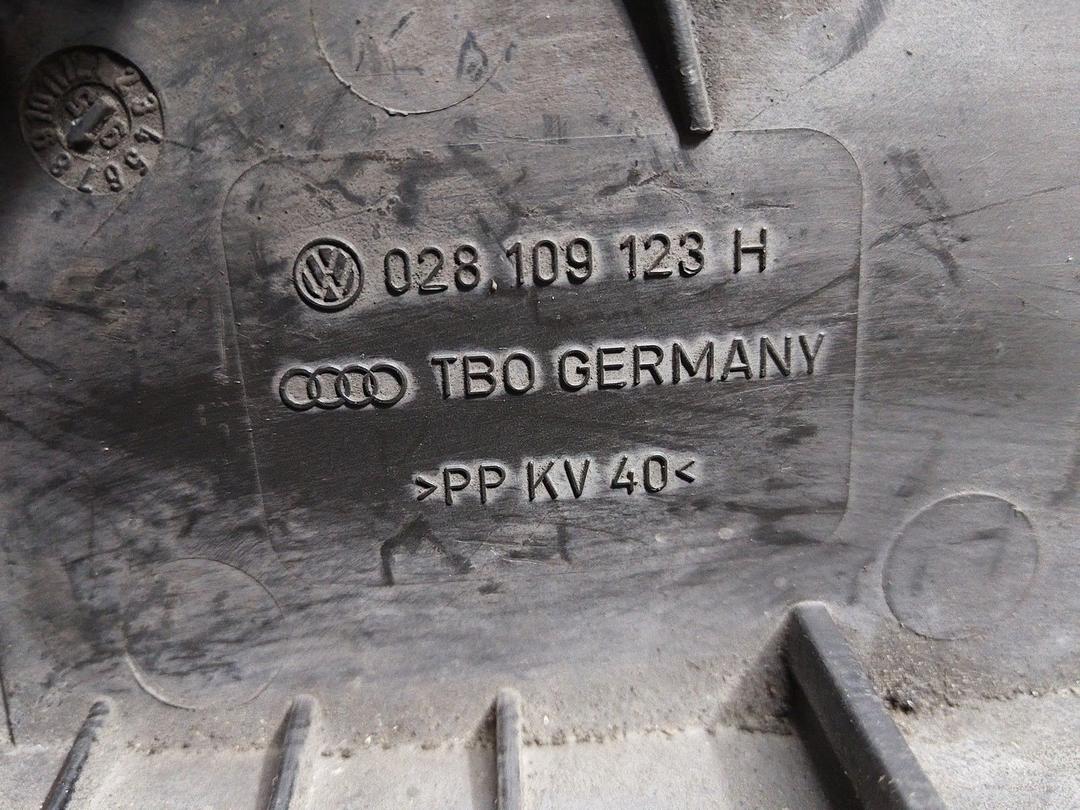 028.109 123 H
TBO GERMANY
>PP KV 40<